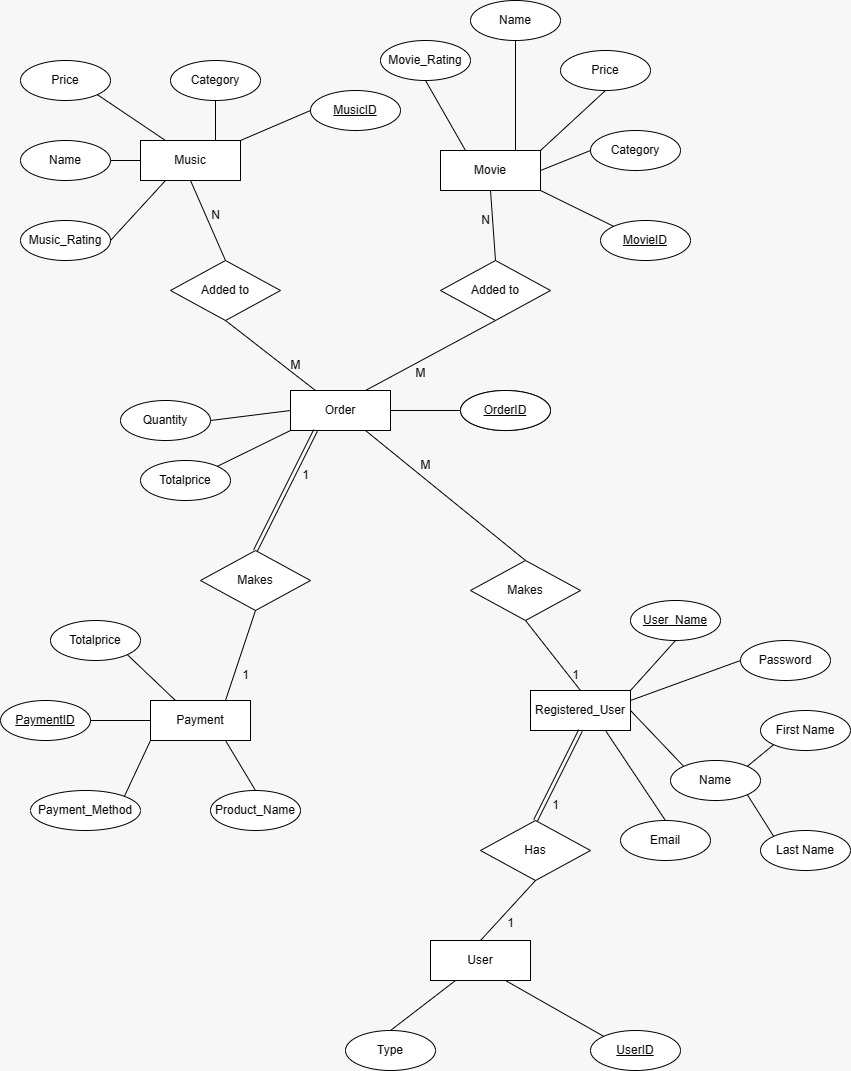 Name
Movie_Rating
Price
Category
Price
MusicID
Name
Music
Category
Movie
Music_Rating
N
N
MovieID
Added to
Added to
M
M
Quantity
Order
OrderID
Totalprice
1
M
Makes
Makes
Totalprice
User_Name
Password
1
1
PaymentID
Payment
Registered_User
First Name
Name
Payment_Method
Product_Name
1
Email
Last Name
Has
1
User
Type
UserID